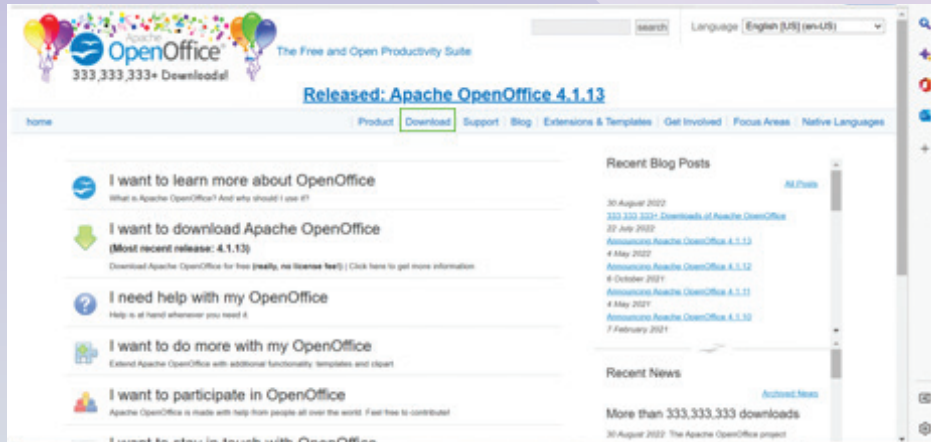 Apache
OpenOffice
333,333,333+ Downloads!
The Free and Open Productivity Suite
search
Language English [US] (en-US)
Released: Apache OpenOffice 4.1.13
home
Product Download Support Blog Extensions & Templates Get Involved Focus Areas Native Languages
I want to learn more about OpenOffice
What is Apache OpenOffice? And why should I use it?
I want to download Apache OpenOffice
(Most recent release: 4.1.13)
Download Apache OpenOffice for free (really, no license fee!) | Click here to get more information
I need help with my OpenOffice
Help is at hand whenever you need it.
I want to do more with my OpenOffice
Extend Apache OpenOffice with additional functionality, templates and clipart.
I want to participate in OpenOffice
Apache OpenOffice is made with help from people all over the world. Feel free to contribute!
I want to stay in touch with OpenOffice
Recent Blog Posts
All Posts
30 August 2022
333 333 333+ Downloads of Apache OpenOffice
22 July 2022
Announcing Apache OpenOffice 4.1.13
4 May 2022
Announcing Apache OpenOffice 4.1.12
6 October 2021
Announcing Apache OpenOffice 4.1.11
4 May 2021
Announcing Apache OpenOffice 4.1.10
7 February 2021
Recent News
Archived News
More than 333,333,333 downloads
30 August 2022: The Apache OpenOffice project